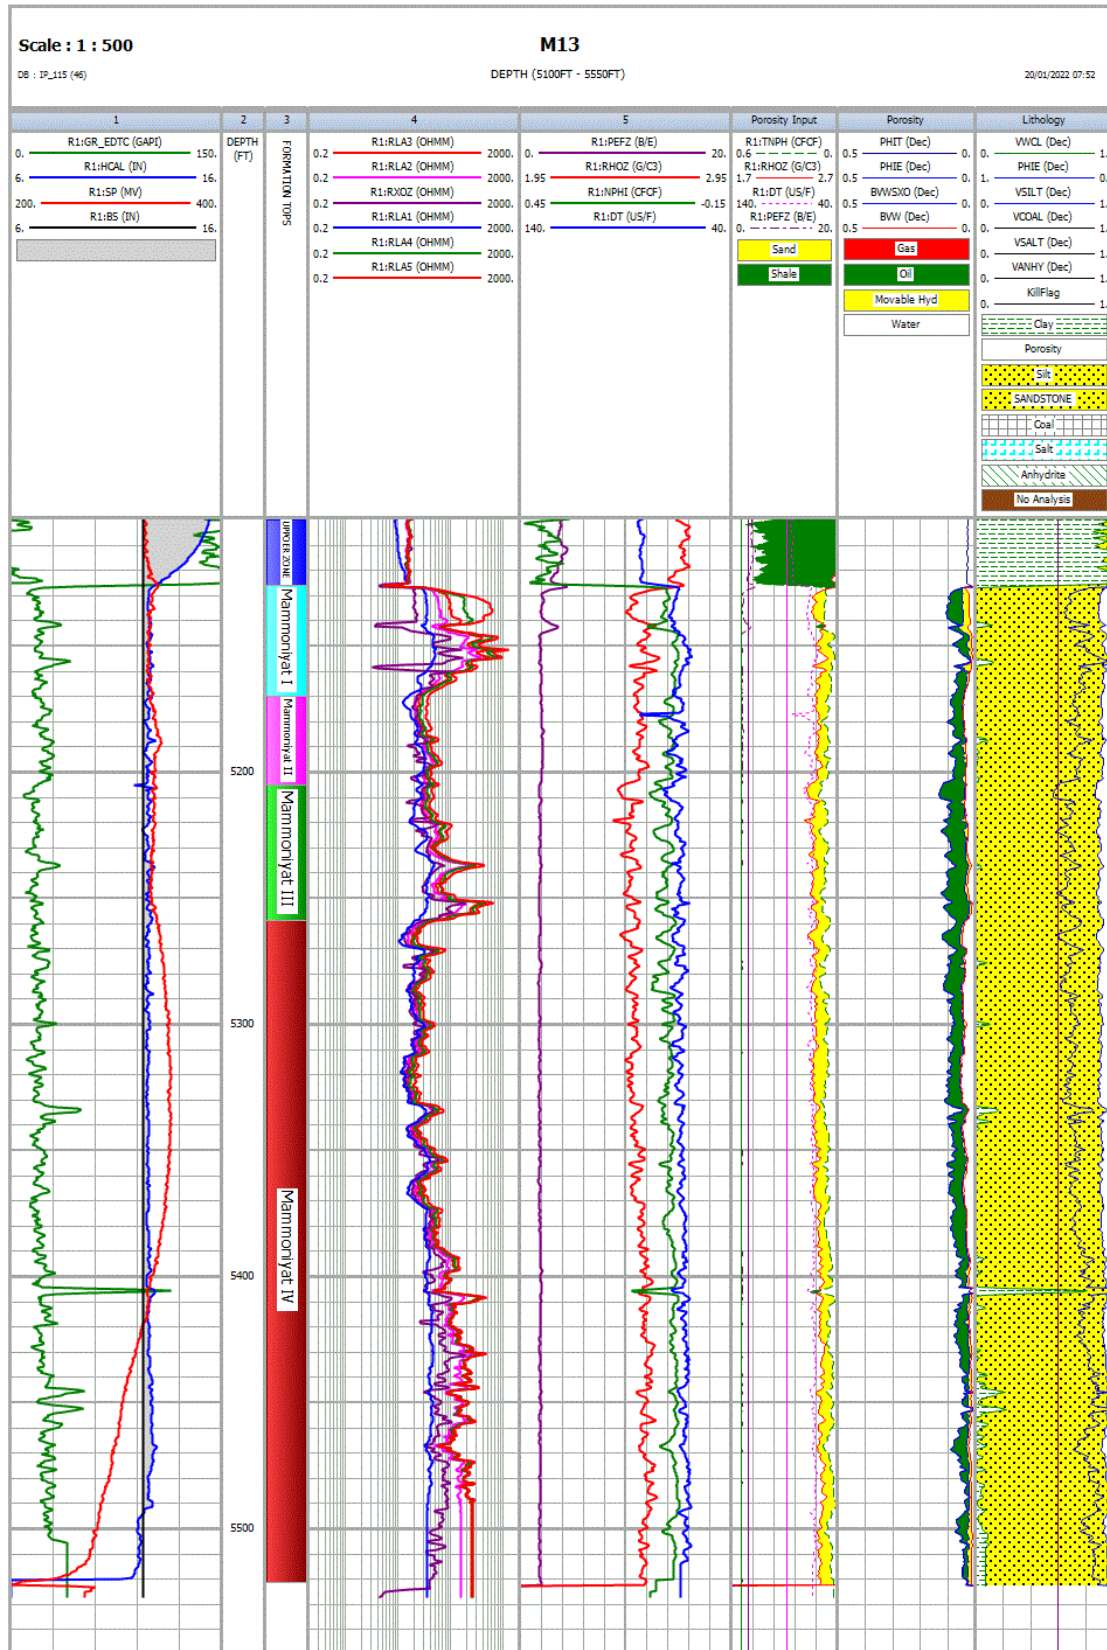 Scale : 1 : 500
M13
DB : IP_115 (46)
DEPTH (5100FT - 5550FT)
20/01/2022 07:52
1
2
3
4
5
Porosity Input
Porosity
Lithology
R1:GR_EDTC (GAPI)
0. 150.
R1:HCAL (IN)
6. 16.
R1:SP (MV)
200. 400.
R1:BS (IN)
6. 16.
DEPTH
(FT)
FORMATION TOPS
R1:RLA3 (OHMM)
0.2 2000.
R1:RLA2 (OHMM)
0.2 2000.
R1:RXOZ (OHMM)
0.2 2000.
R1:RLA1 (OHMM)
0.2 2000.
R1:RLA4 (OHMM)
0.2 2000.
R1:RLA5 (OHMM)
0.2 2000.
R1:PEFZ (B/E)
0. 20.
R1:RHOZ (G/C3)
1.95 2.95
R1:NPHI (CFCF)
0.45 -0.15
R1:DT (US/F)
140. 40.
R1:TNPH (CFCF)
0.6 0.
R1:RHOZ (G/C3)
1.7 2.7
R1:DT (US/F)
140. 40.
R1:PEFZ (B/E)
0. 20.
Sand
Shale
PHIT (Dec)
0.5 0.
PHIE (Dec)
0.5 0.
BVWSXO (Dec)
0.5 0.
BVW (Dec)
0.5 0.
Gas
Oil
Movable Hyd
Water
VWCL (Dec)
0. 1.
PHIE (Dec)
1. 0.
VSILT (Dec)
0. 1.
VCOAL (Dec)
0. 1.
VSALT (Dec)
0. 1.
VANHY (Dec)
0. 1.
KillFlag
0. 1.
Clay
Porosity
Silt
SANDSTONE
Coal
Salt
Anhydrite
No Analysis
UPPOER ZONE
Mammoniyat I
Mammoniyat II
5200
Mammoniyat III
5300
Mammoniyat IV
5400
5500